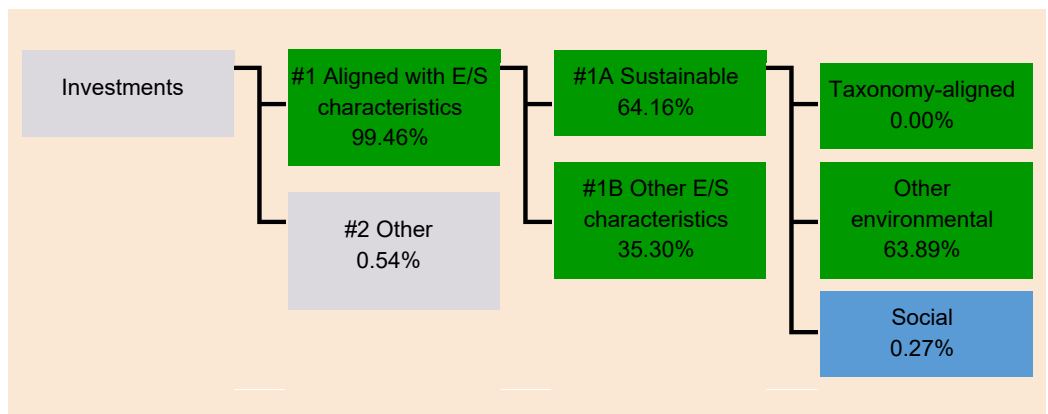 Investments
#1 Aligned with E/S
characteristics
99.46%
#2 Other
0.54%
#1A Sustainable
64.16%
#1B Other E/S
characteristics
35.30%
Taxonomy-aligned
0.00%
Other
environmental
63.89%
Social
0.27%